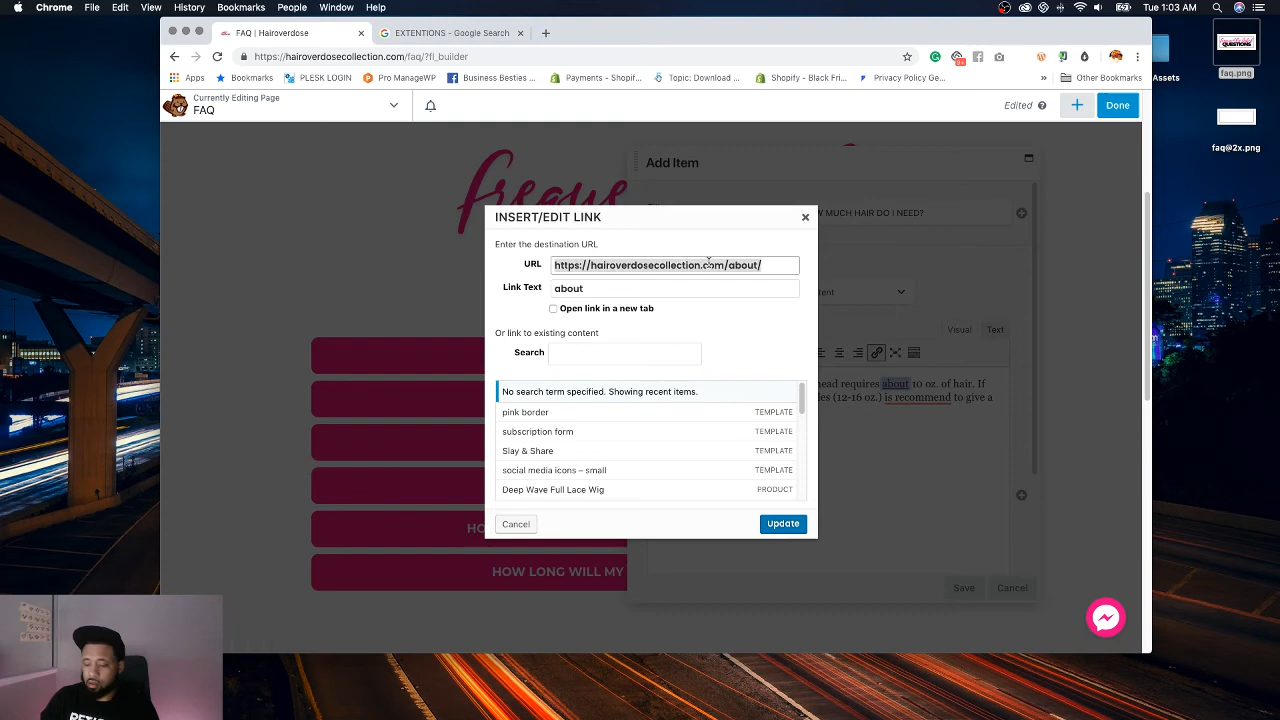 Chrome File Edit View History Bookmarks People Window Help
Tue 1:03 AM
FAQ | Hairoverdose
EXTENTIONS - Google Search
https://hairoverdosecollection.com/faq/?fl_builder
Apps Bookmarks PLESK LOGIN Pro ManageWP Business Besties ... Payments - Shopif... Topic: Download ... Shopify - Black Fri... Privacy Policy Ge... » Other Bookmarks
Assets
faq.png
faq@2x.png
QUESTIONS
Currently Editing Page
FAQ
Edited
Done
freque
Add Item
W MUCH HAIR DO I NEED?
tent
Visual Text
head requires about 10 oz. of hair. If
les (12-16 oz.) is recommend to give a
Save Cancel
INSERT/EDIT LINK
Enter the destination URL
URL https://hairoverdosecollection.com/about/
Link Text about
Open link in a new tab
Or link to existing content
Search
No search term specified. Showing recent items.
pink border TEMPLATE
subscription form TEMPLATE
Slay & Share TEMPLATE
social media icons – small TEMPLATE
Deep Wave Full Lace Wig PRODUCT
Cancel Update
HO
HOW LONG WILL MY